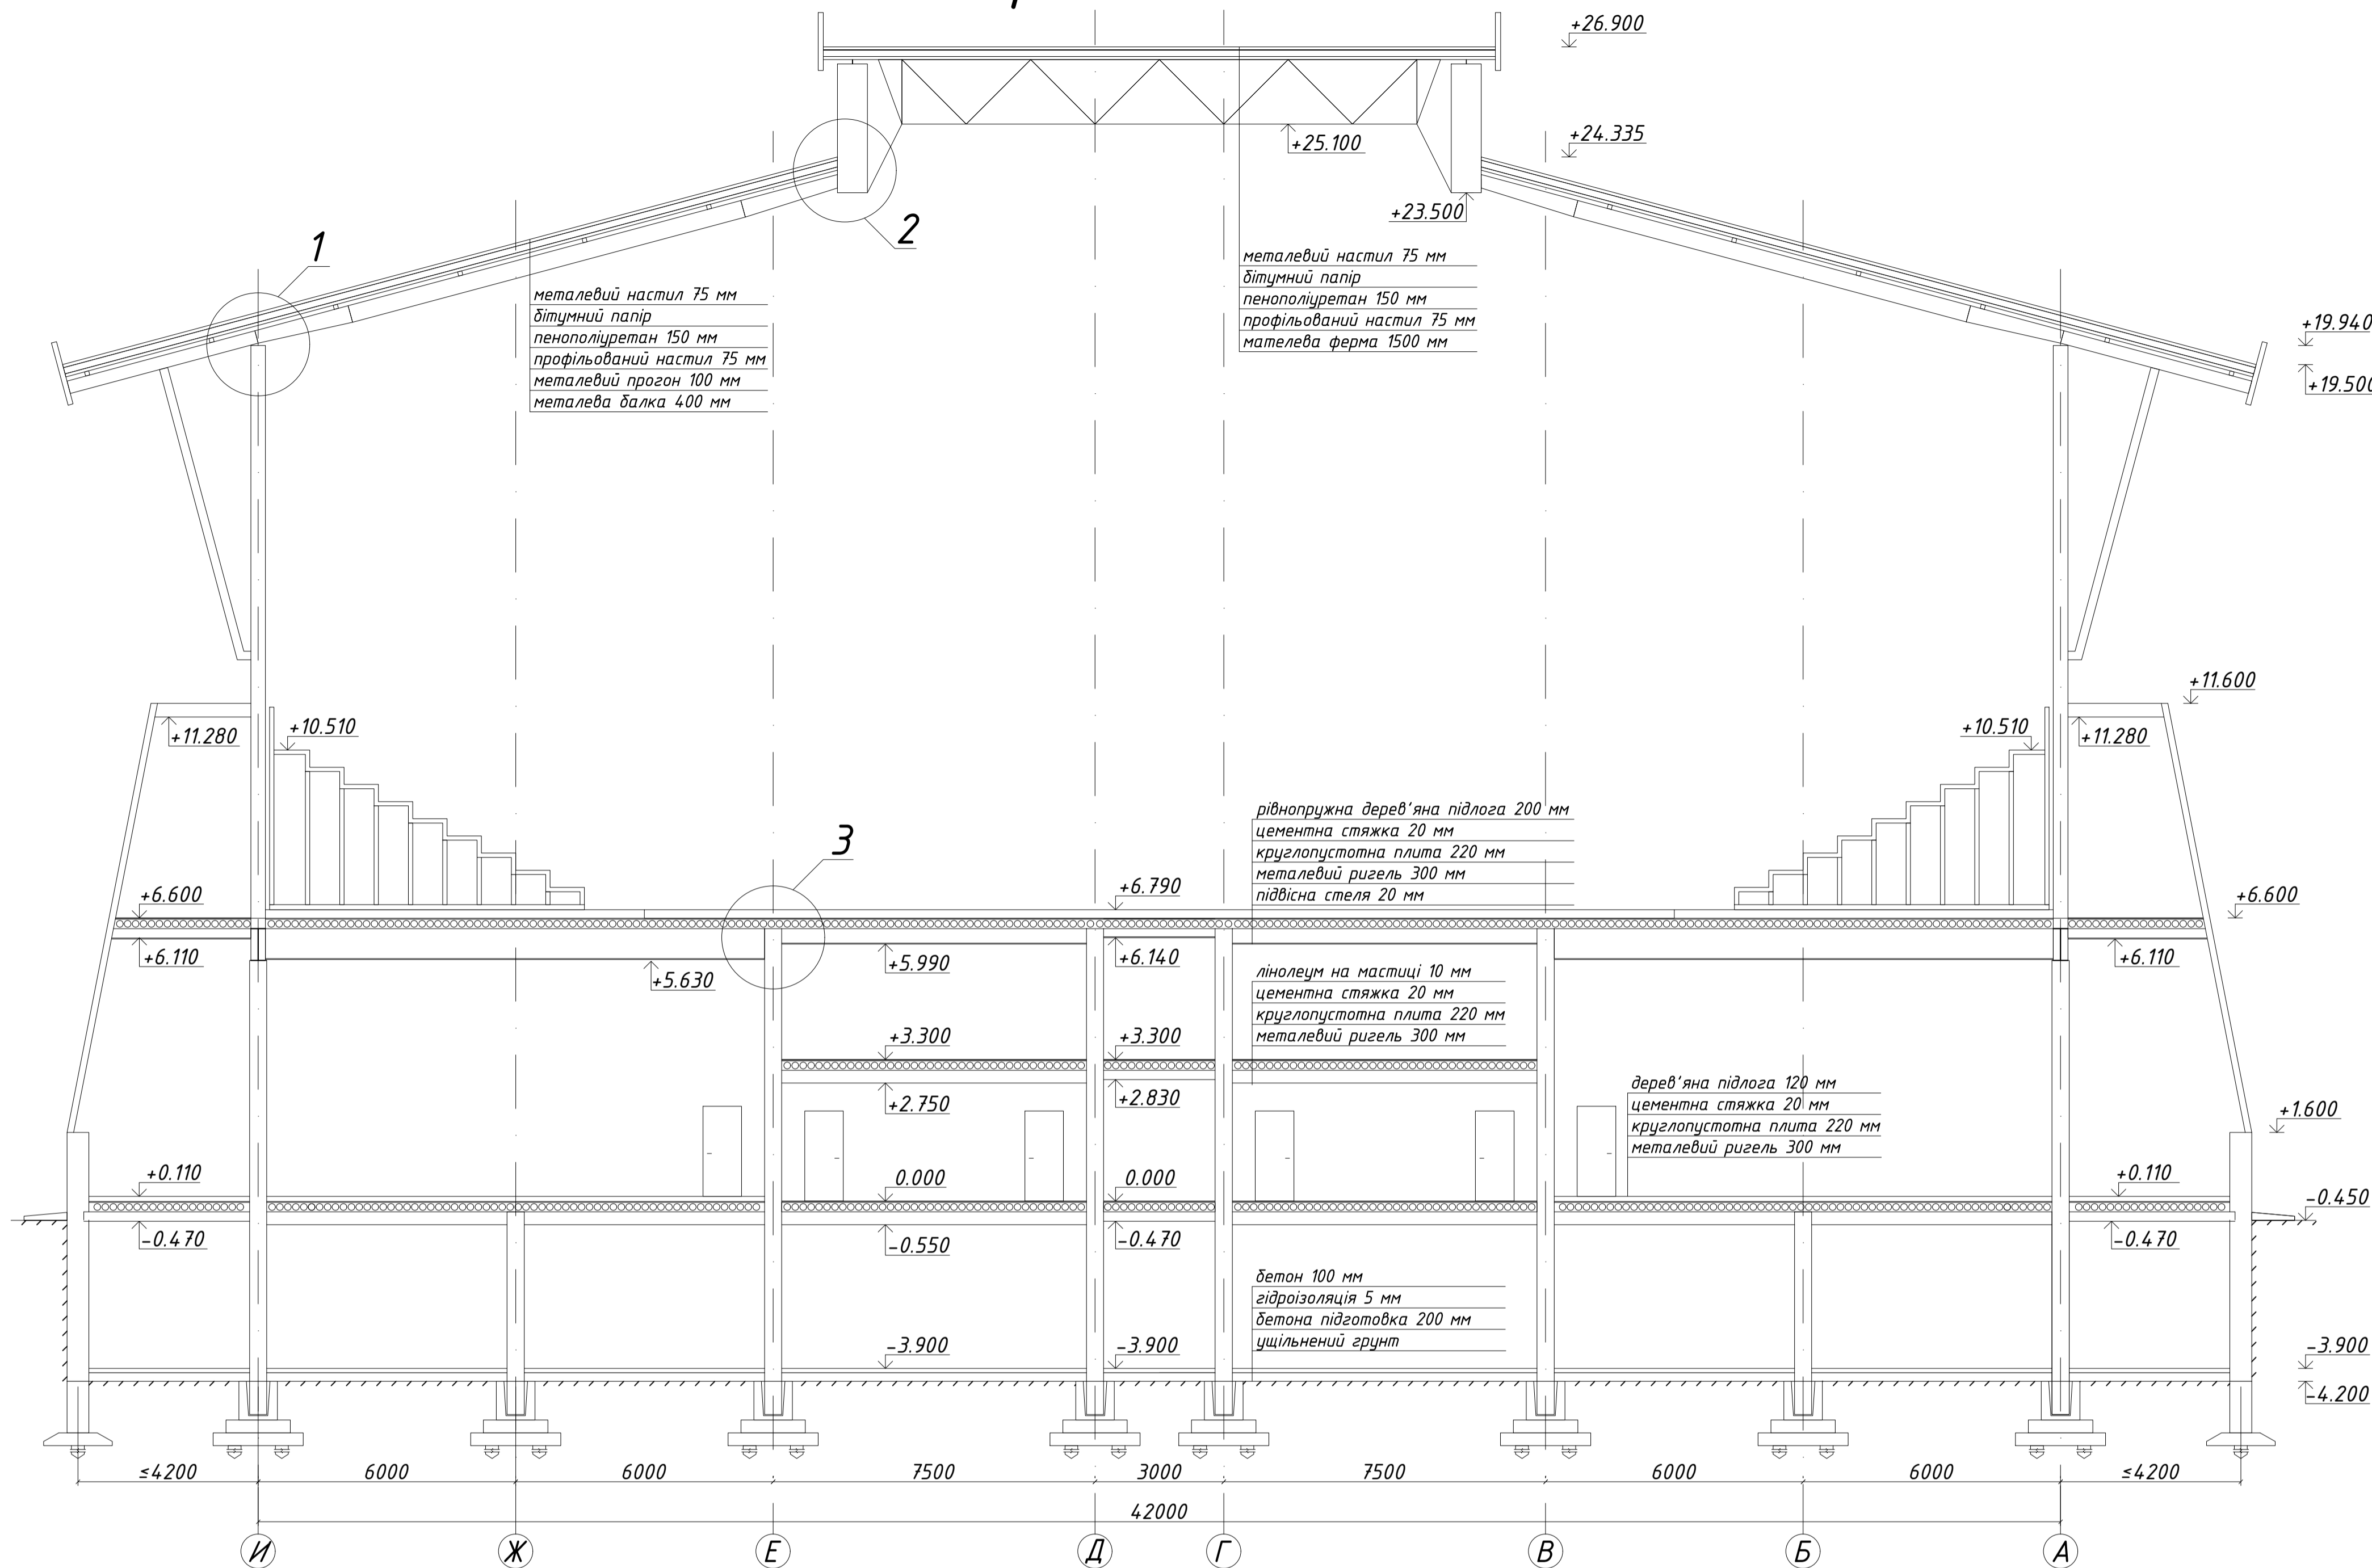 +26.900
+24.335
+25.100
+23.500
2
1
металевий настил 75 мм
бітумний папір
пенополіуретан 150 мм
профільований настил 75 мм
мателева ферма 1500 мм
металевий настил 75 мм
бітумний папір
пенополіуретан 150 мм
профільований настил 75 мм
металевий прогон 100 мм
металева балка 400 мм
+19.940
+19.500
+11.600
+11.280
+10.510
+10.510
+11.280
3
рівнопружна дерев'яна підлога 200 мм
цементна стяжка 20 мм
круглопустотна плита 220 мм
металевий ригель 300 мм
підвісна стеля 20 мм
+6.600
+6.790
+6.600
+6.110
+5.630
+5.990
+6.140
+6.110
лінолеум на мастиці 10 мм
цементна стяжка 20 мм
круглопустотна плита 220 мм
металевий ригель 300 мм
+3.300
+3.300
+2.750
+2.830
дерев'яна підлога 120 мм
цементна стяжка 20 мм
круглопустотна плита 220 мм
металевий ригель 300 мм
+1.600
+0.110
0.000
0.000
+0.110
-0.450
-0.470
-0.550
-0.470
-0.470
бетон 100 мм
гідроізоляція 5 мм
бетона підготовка 200 мм
ущільнений грунт
-3.900
-3.900
-3.900
-4.200
≤4200 6000 6000 7500 3000 7500 6000 6000 ≤4200
42000
И Ж Е Д Г В Б А